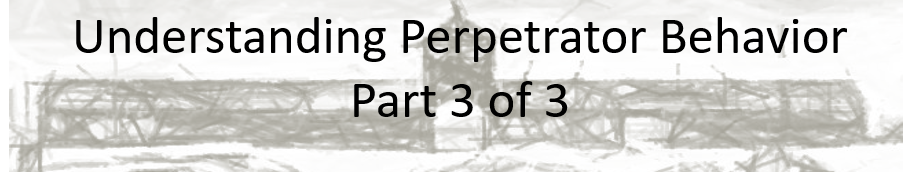 Understanding Perpetrator Behavior
Part 3 of 3